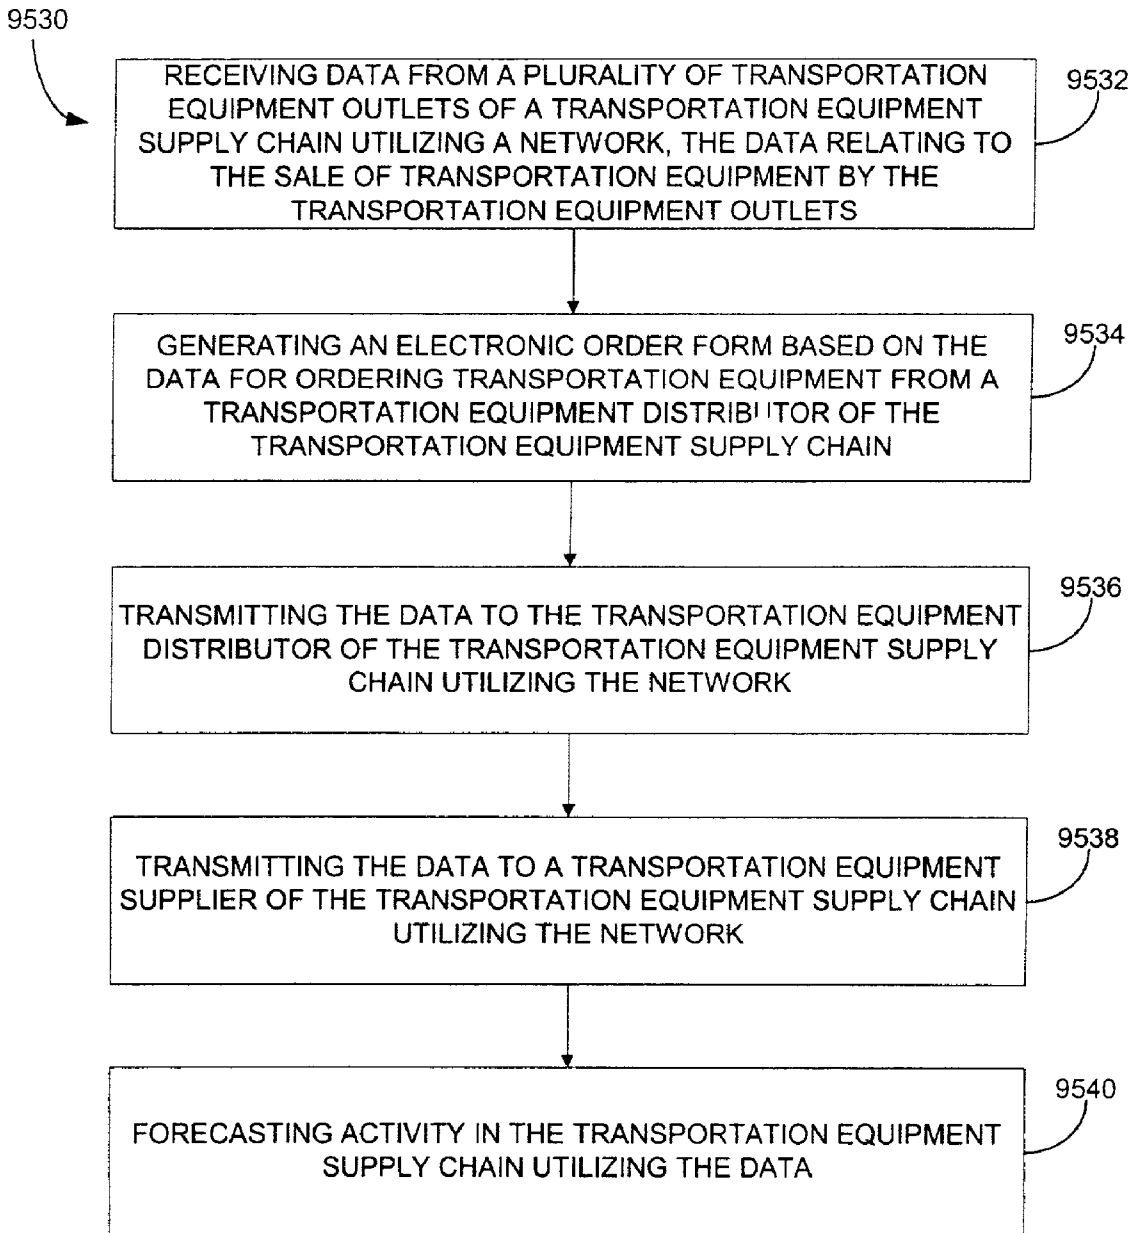 9530
RECEIVING DATA FROM A PLURALITY OF TRANSPORTATION
EQUIPMENT OUTLETS OF A TRANSPORTATION EQUIPMENT
SUPPLY CHAIN UTILIZING A NETWORK, THE DATA RELATING TO
THE SALE OF TRANSPORTATION EQUIPMENT BY THE
TRANSPORTATION EQUIPMENT OUTLETS
9532
GENERATING AN ELECTRONIC ORDER FORM BASED ON THE
DATA FOR ORDERING TRANSPORTATION EQUIPMENT FROM A
TRANSPORTATION EQUIPMENT DISTRIBUTOR OF THE
TRANSPORTATION EQUIPMENT SUPPLY CHAIN
9534
TRANSMITTING THE DATA TO THE TRANSPORTATION EQUIPMENT
DISTRIBUTOR OF THE TRANSPORTATION EQUIPMENT SUPPLY
CHAIN UTILIZING THE NETWORK
9536
TRANSMITTING THE DATA TO A TRANSPORTATION EQUIPMENT
SUPPLIER OF THE TRANSPORTATION EQUIPMENT SUPPLY CHAIN
UTILIZING THE NETWORK
9538
FORECASTING ACTIVITY IN THE TRANSPORTATION EQUIPMENT
SUPPLY CHAIN UTILIZING THE DATA
9540